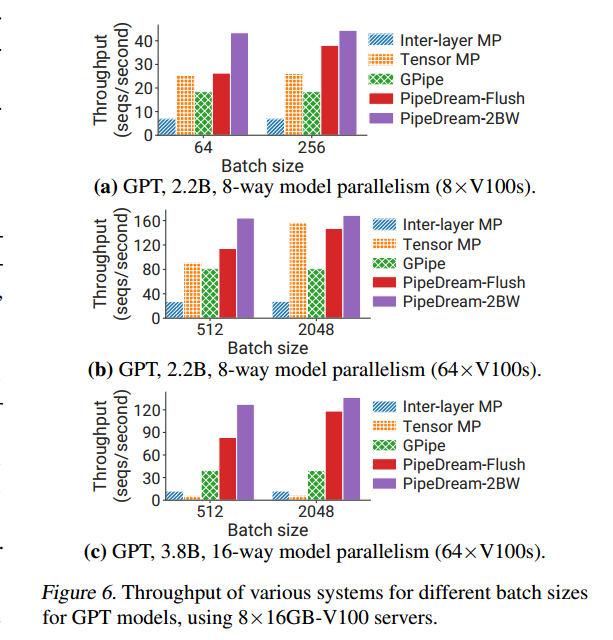 Throughput
(seqs/second)
40
30
20
10
0
64
256
Batch size
Inter-layer MP
Tensor MP
GPipe
PipeDream-Flush
PipeDream-2BW
(a) GPT, 2.2B, 8-way model parallelism (8×V100s).
Throughput
(seqs/second)
160
120
80
40
0
512
2048
Batch size
Inter-layer MP
Tensor MP
GPipe
PipeDream-Flush
PipeDream-2BW
(b) GPT, 2.2B, 8-way model parallelism (64×V100s).
Throughput
(seqs/second)
120
90
60
30
0
512
2048
Batch size
Inter-layer MP
Tensor MP
GPipe
PipeDream-Flush
PipeDream-2BW
(c) GPT, 3.8B, 16-way model parallelism (64×V100s).
Figure 6. Throughput of various systems for different batch sizes
for GPT models, using 8×16GB-V100 servers.